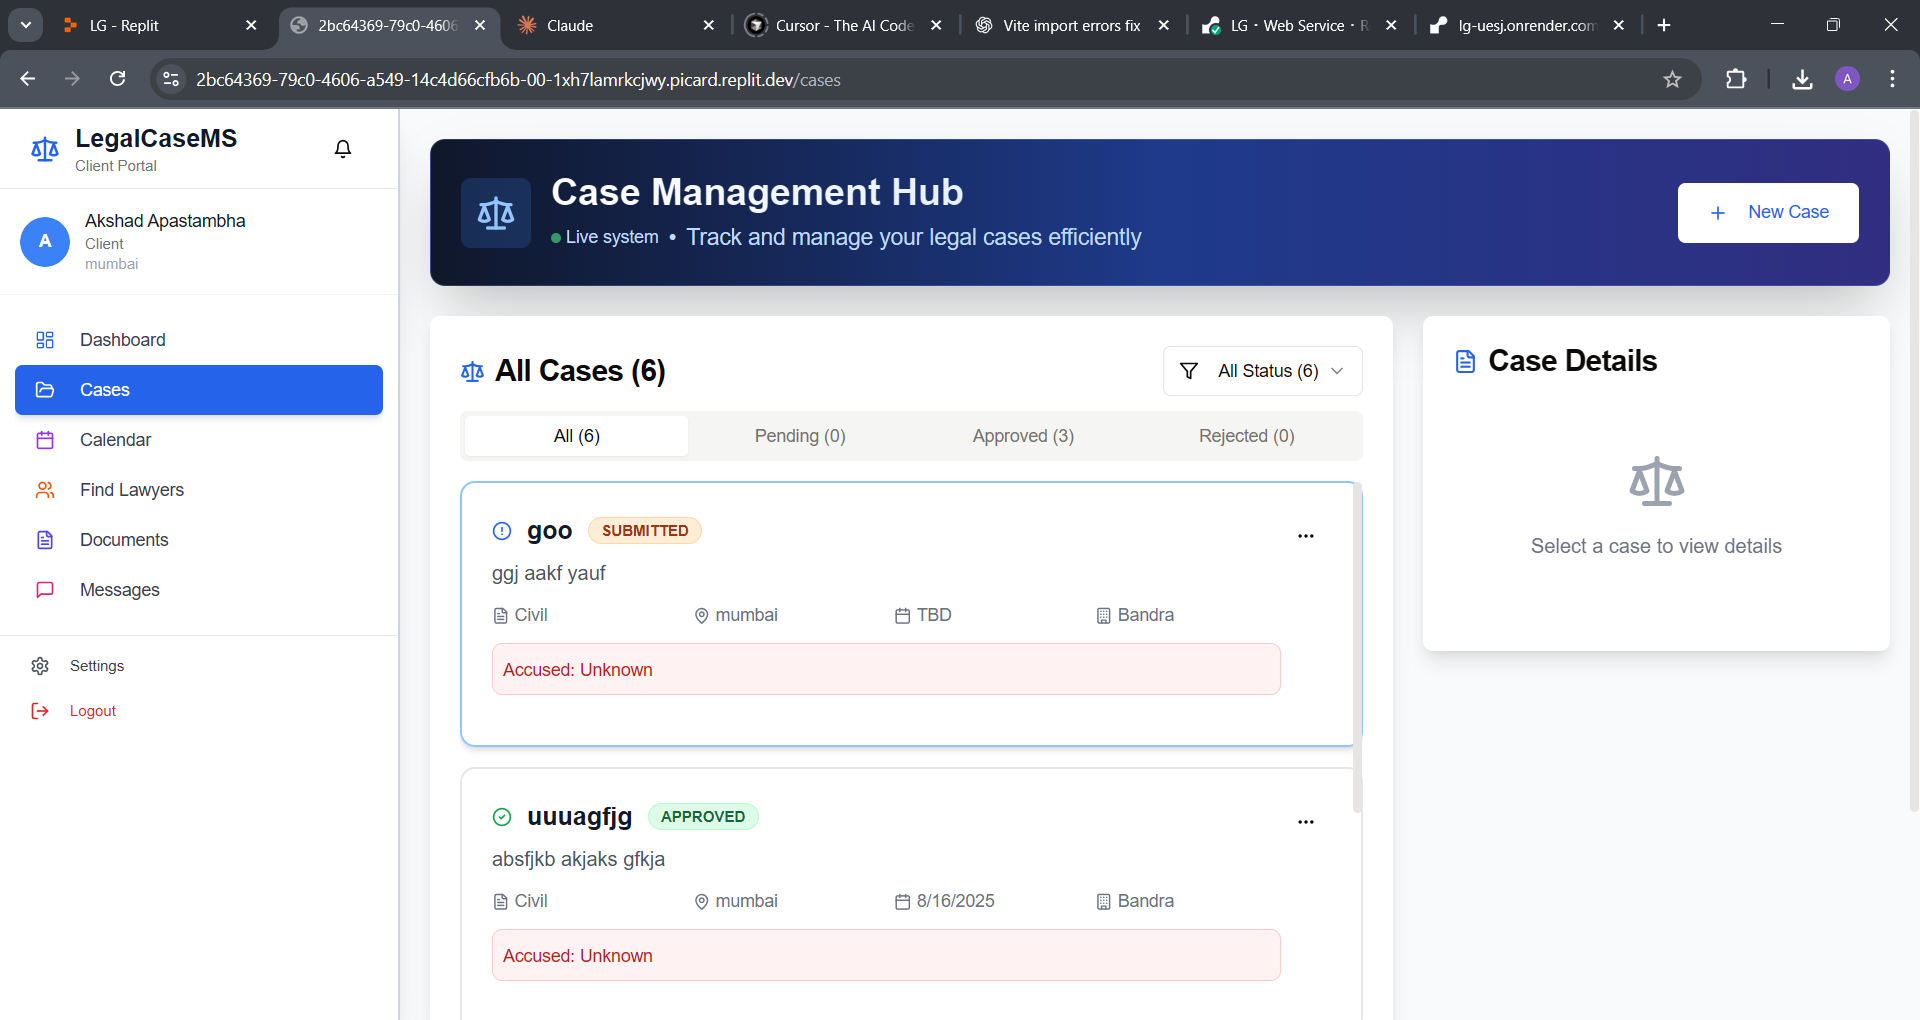 LG - Replit
2bc64369-79c0-4606
Claude
Cursor - The AI Code
Vite import errors fix
LG · Web Service · R
lg-uesj.onrender.com
2bc64369-79c0-4606-a549-14c4d66cfb6b-00-1xh7lamrkcjwy.picard.replit.dev/cases
A
LegalCaseMS
Client Portal
A
Akshad Apastambha
Client
mumbai
Dashboard
Cases
Calendar
Find Lawyers
Documents
Messages
Settings
Logout
Case Management Hub
Live system • Track and manage your legal cases efficiently
+ New Case
All Cases (6)
All Status (6)
All (6) Pending (0) Approved (3) Rejected (0)
goo SUBMITTED
...
ggj aakf yauf
Civil mumbai TBD Bandra
Accused: Unknown
uuuagfjg APPROVED
...
absfjkb akjaks gfkja
Civil mumbai 8/16/2025 Bandra
Accused: Unknown
Case Details
Select a case to view details